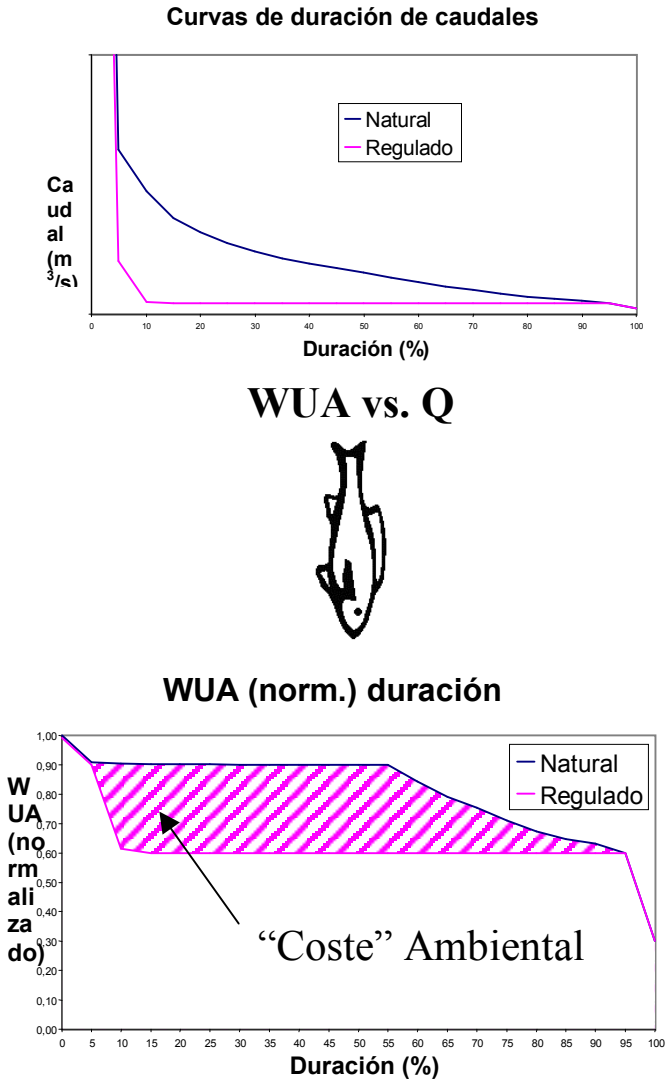 Curvas de duración de caudales
Natural
Regulado
Ca
ud
al
(m
³/s)
0 10 20 30 40 50 60 70 80 90 100
Duración (%)
WUA vs. Q
WUA (norm.) duración
1,00
0,90
0,80
0,70
0,60
0,50
0,40
0,30
0,20
0,10
0,00
W
UA
(no
rm
ali
za
do)
Natural
Regulado
“Coste” Ambiental
0 5 10 15 20 25 30 35 40 45 50 55 60 65 70 75 80 85 90 95 100
Duración (%)